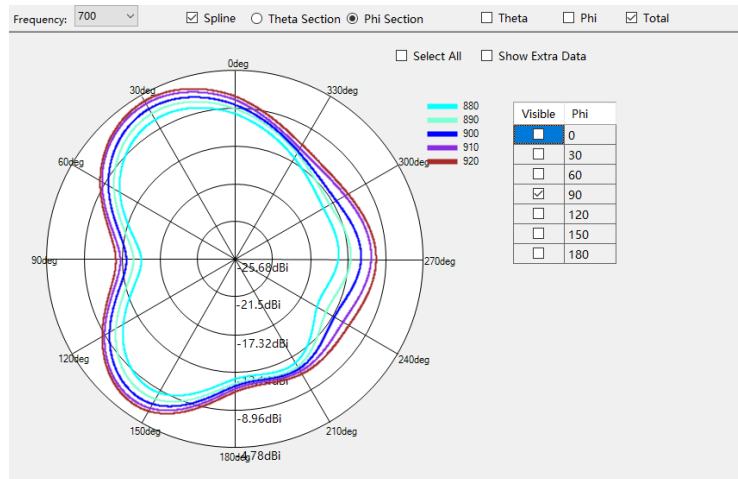 Frequency: 700 Spline Theta Section Phi Section Theta Phi Total
Select All Show Extra Data
0deg
30deg
330deg
60deg
300deg
90deg
270deg
120deg
240deg
150deg
210deg
180deg
-25.68dBi
-21.5dBi
-17.32dBi
-8.96dBi
-4.78dBi
880
890
900
910
920
Visible Phi
0
30
60
90
120
150
180